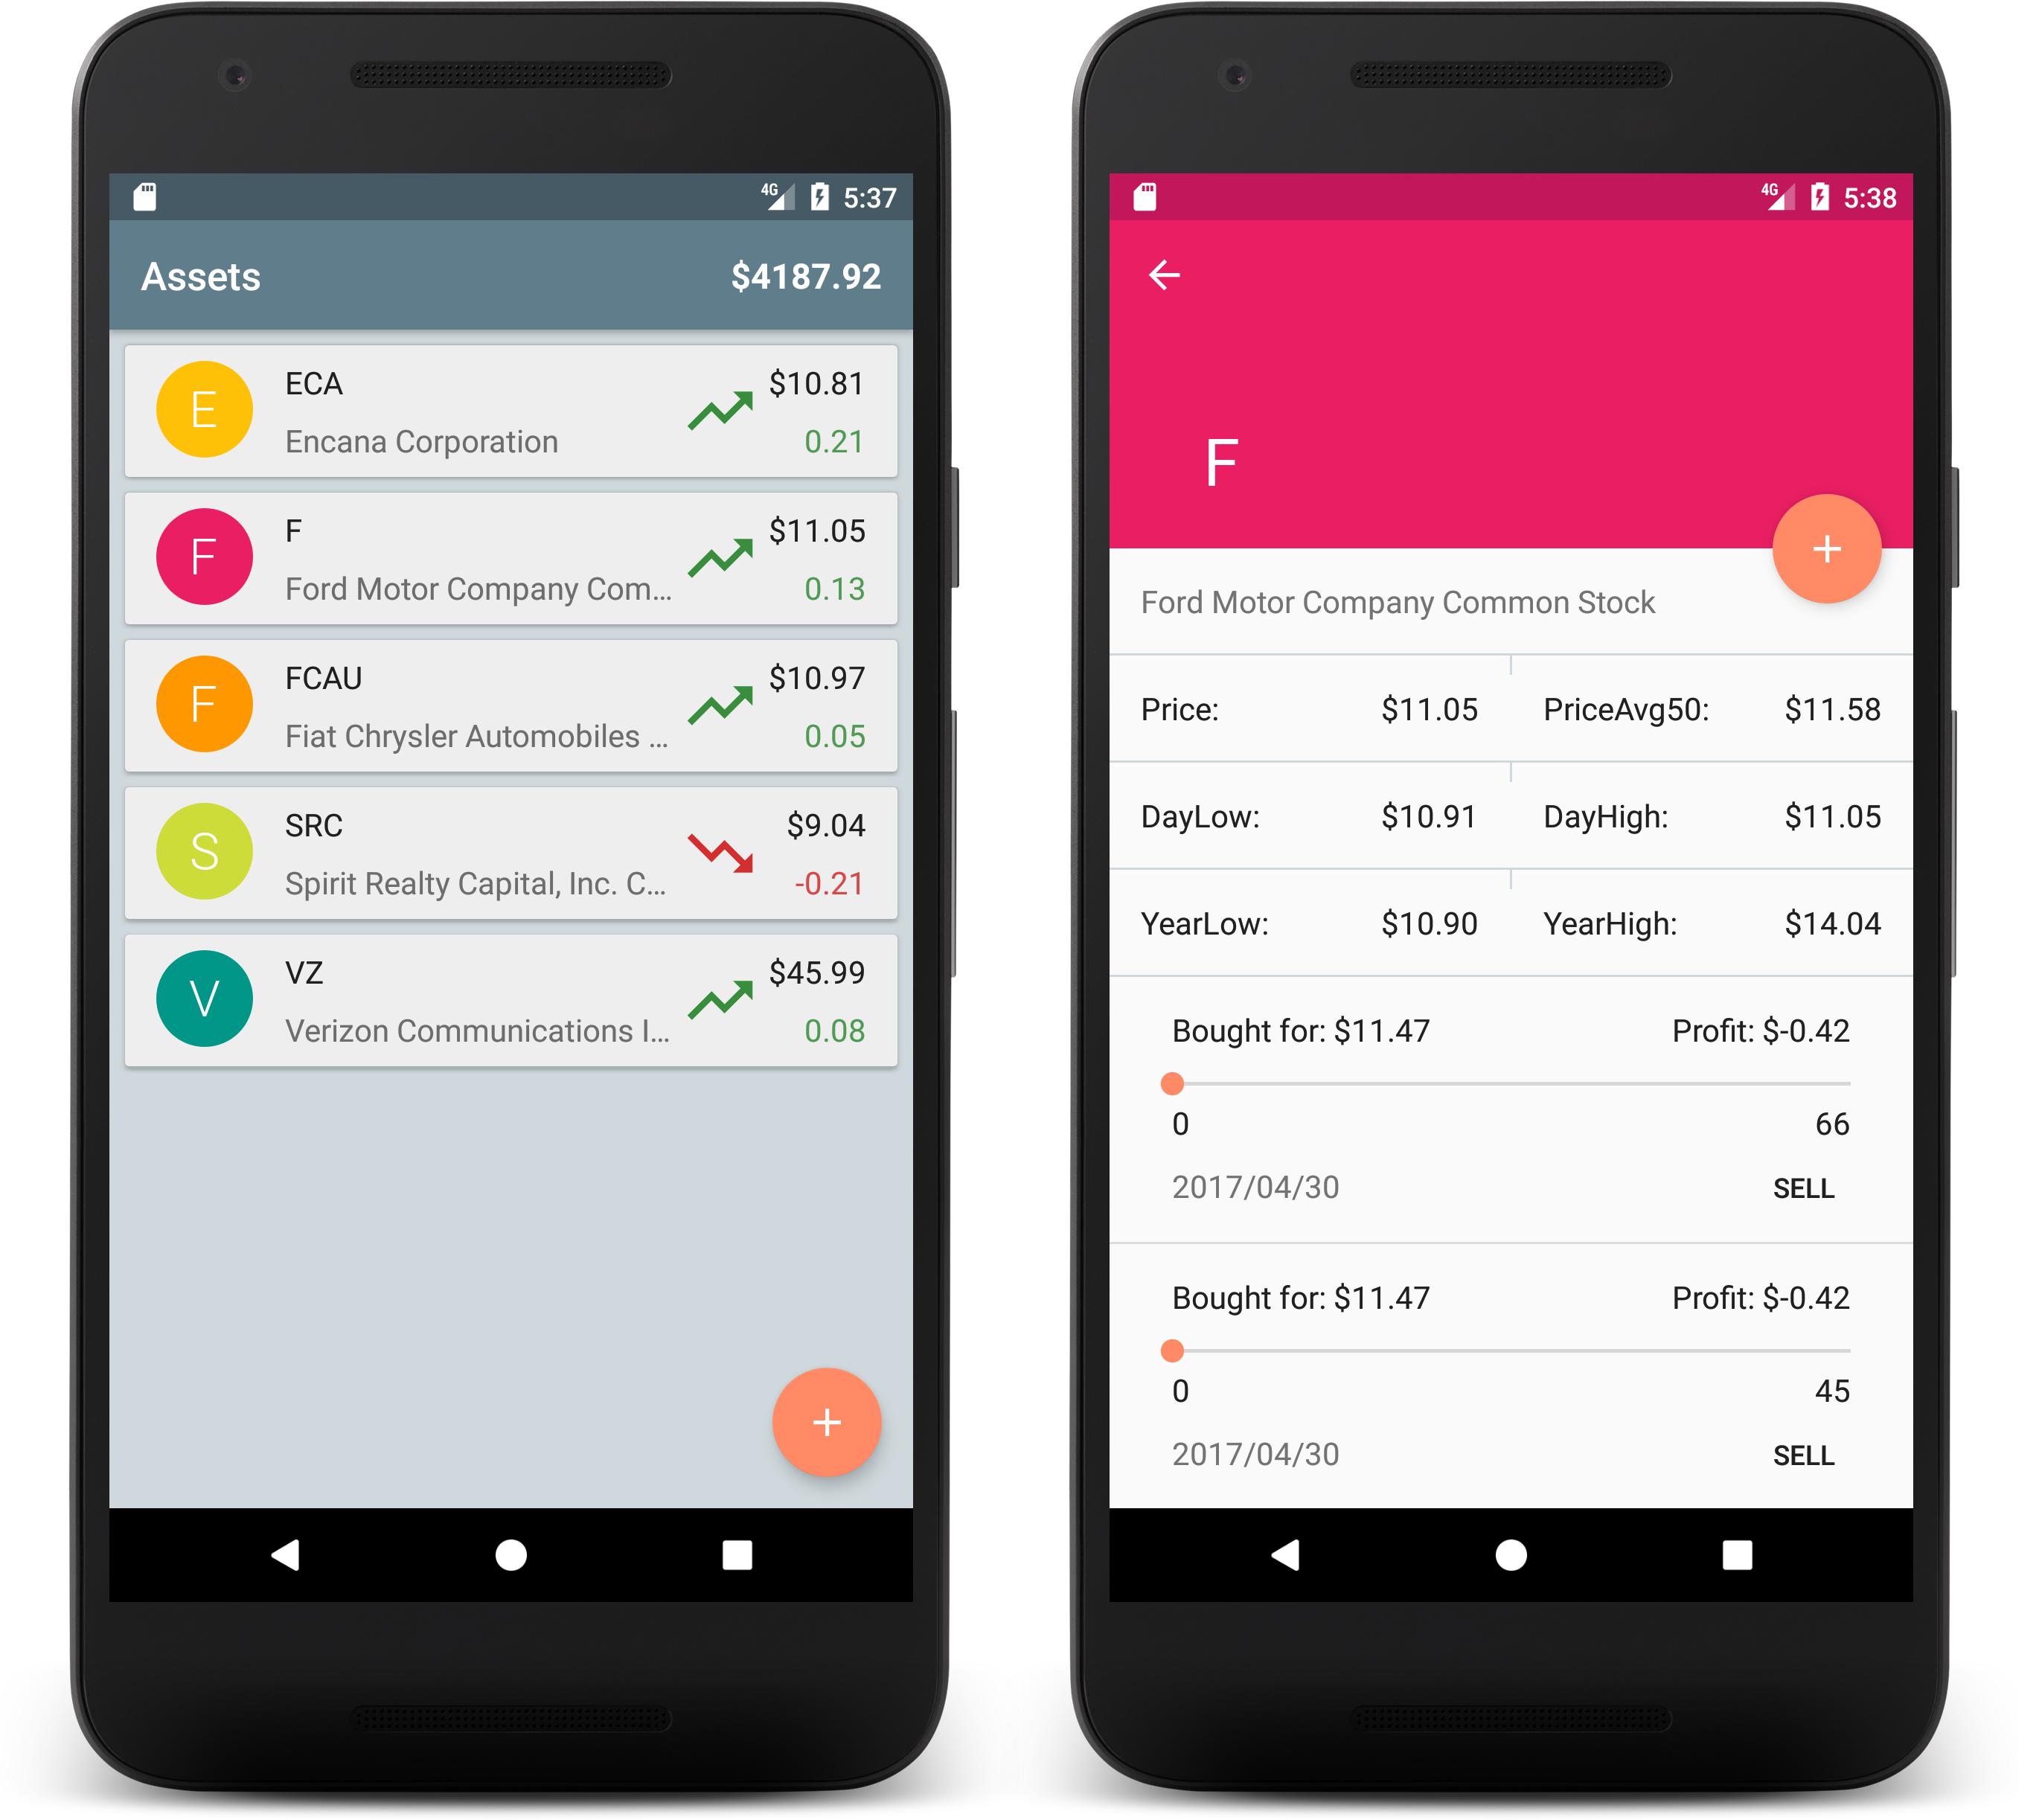 4G 5:37
Assets $4187.92
E
ECA $10.81
Encana Corporation 0.21
F
F $11.05
Ford Motor Company Com... 0.13
F
FCAU $10.97
Fiat Chrysler Automobiles ... 0.05
S
SRC $9.04
Spirit Realty Capital, Inc. C... -0.21
V
VZ $45.99
Verizon Communications I... 0.08
+
4G 5:38
F
+
Ford Motor Company Common Stock
Price: $11.05 PriceAvg50: $11.58
DayLow: $10.91 DayHigh: $11.05
YearLow: $10.90 YearHigh: $14.04
Bought for: $11.47 Profit: $-0.42
0 66
2017/04/30 SELL
Bought for: $11.47 Profit: $-0.42
0 45
2017/04/30 SELL